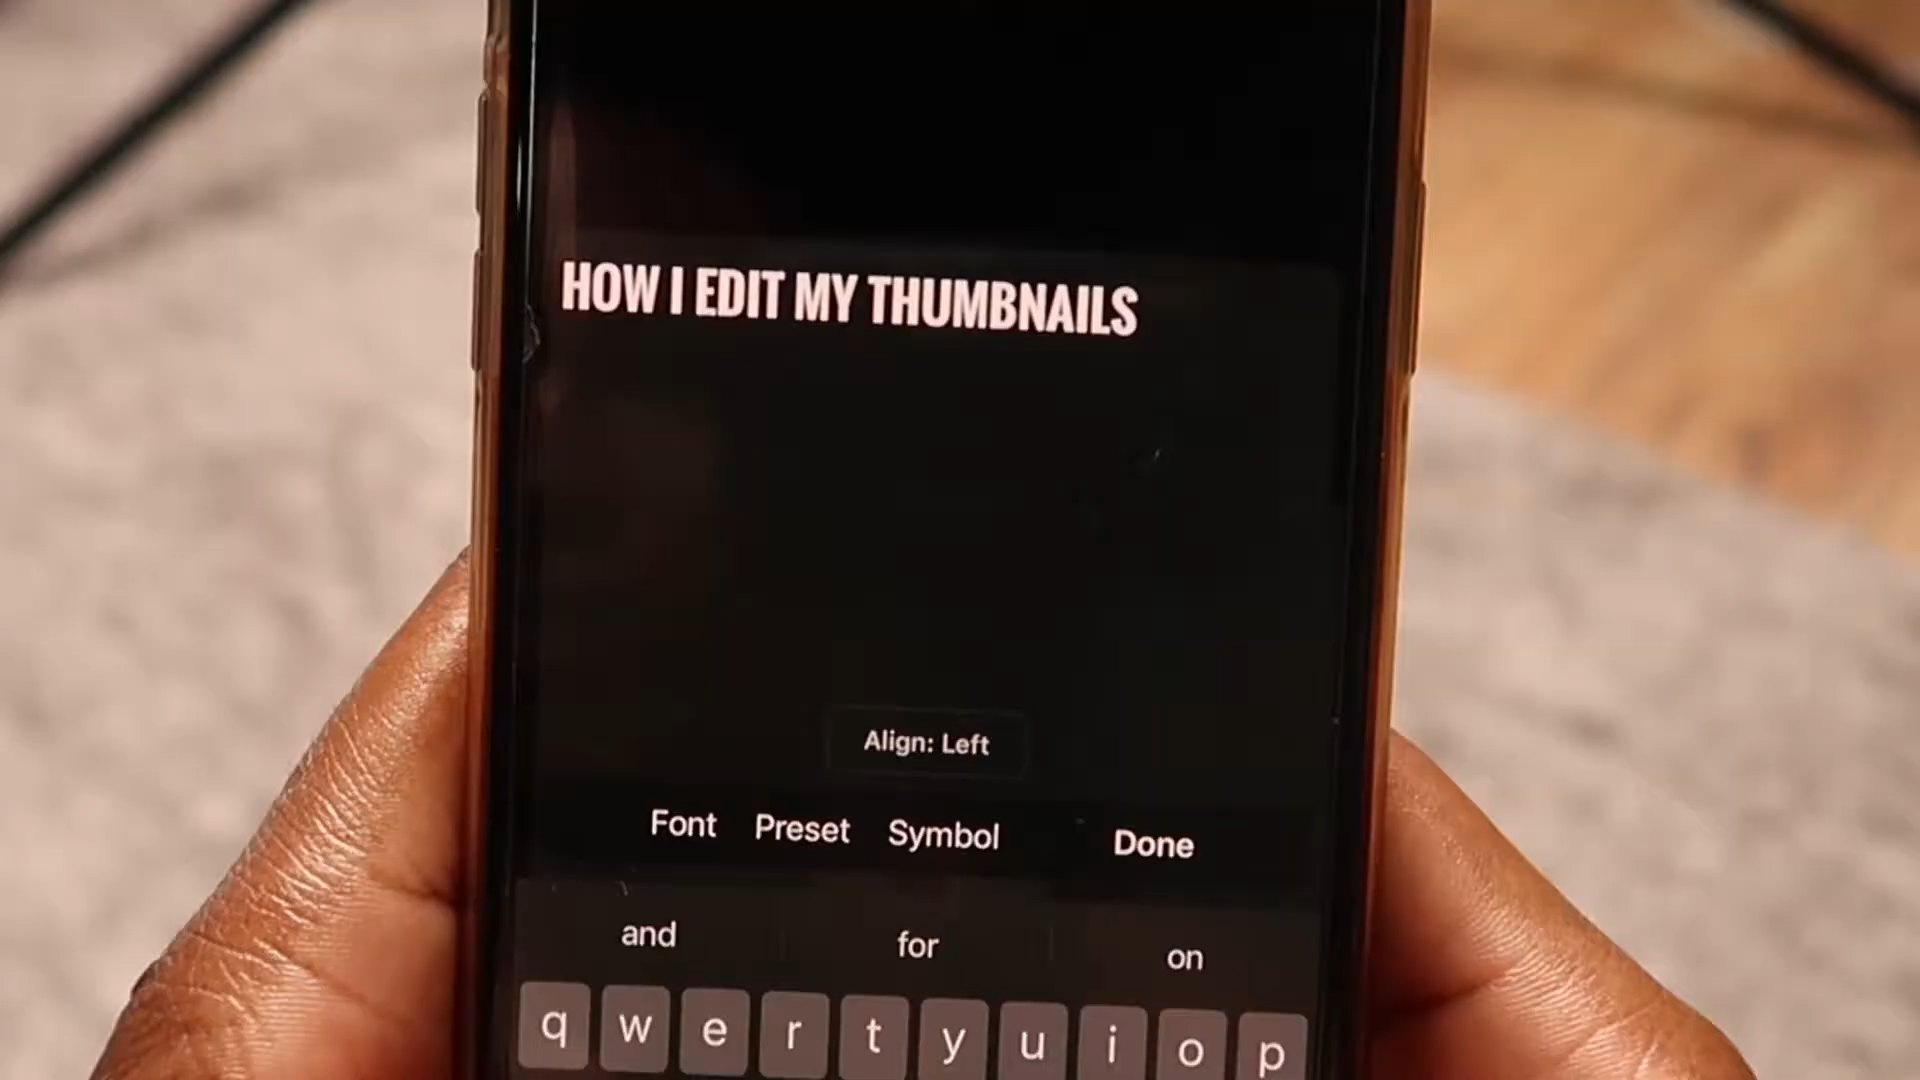 HOW I EDIT MY THUMBNAILS
Align: Left
Font Preset Symbol Done
and for on
q w e r t y u i o p